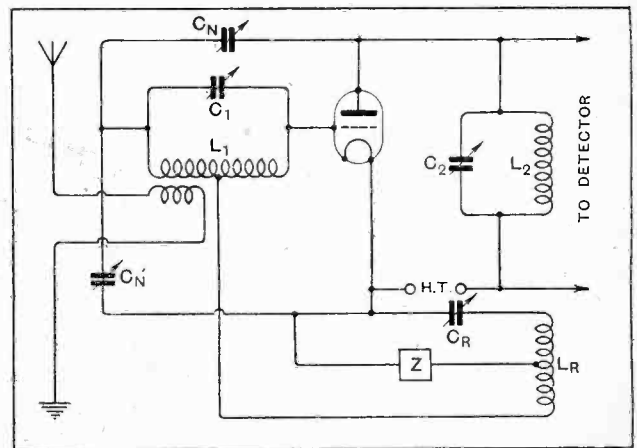 C_N
C_1
L_1
C_2
L_2
TO DETECTOR
C_N'
H.T.
C_R
Z
L_R